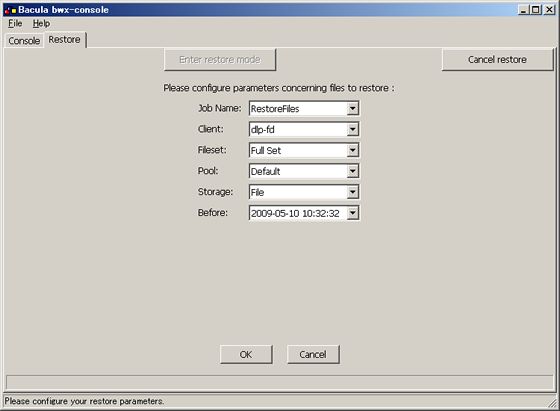 Bacula bwx-console
File Help
Console Restore
Enter restore mode Cancel restore
Please configure parameters concerning files to restore :
Job Name: RestoreFiles
Client: dlp-fd
Fileset: Full Set
Pool: Default
Storage: File
Before: 2009-05-10 10:32:32
OK Cancel
Please configure your restore parameters.